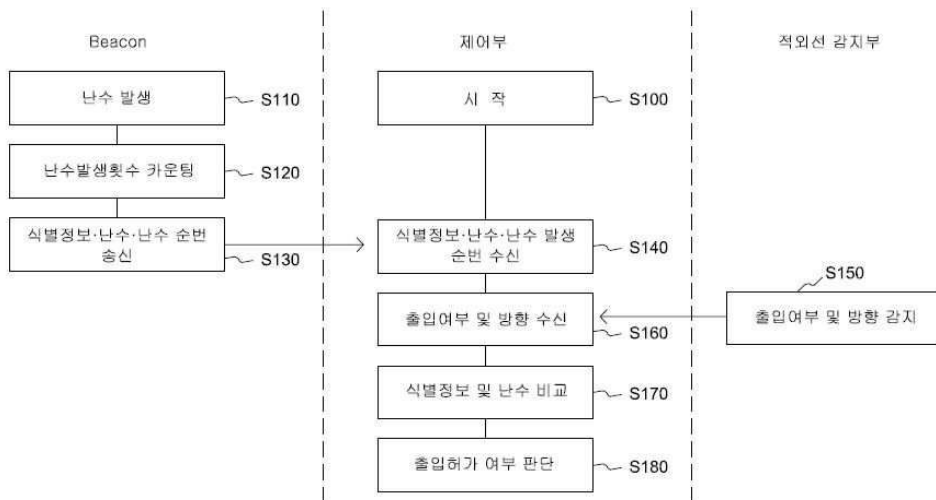 Beacon
제어부
적외선 감지부
난수 발생
S110
시 작
S100
난수발생횟수 카운팅
S120
식별정보·난수·난수 순번
송신
S130
식별정보·난수·난수 발생
순번 수신
S140
S150
출입여부 및 방향 수신
S160
출입여부 및 방향 감지
식별정보 및 난수 비교
S170
출입허가 여부 판단
S180